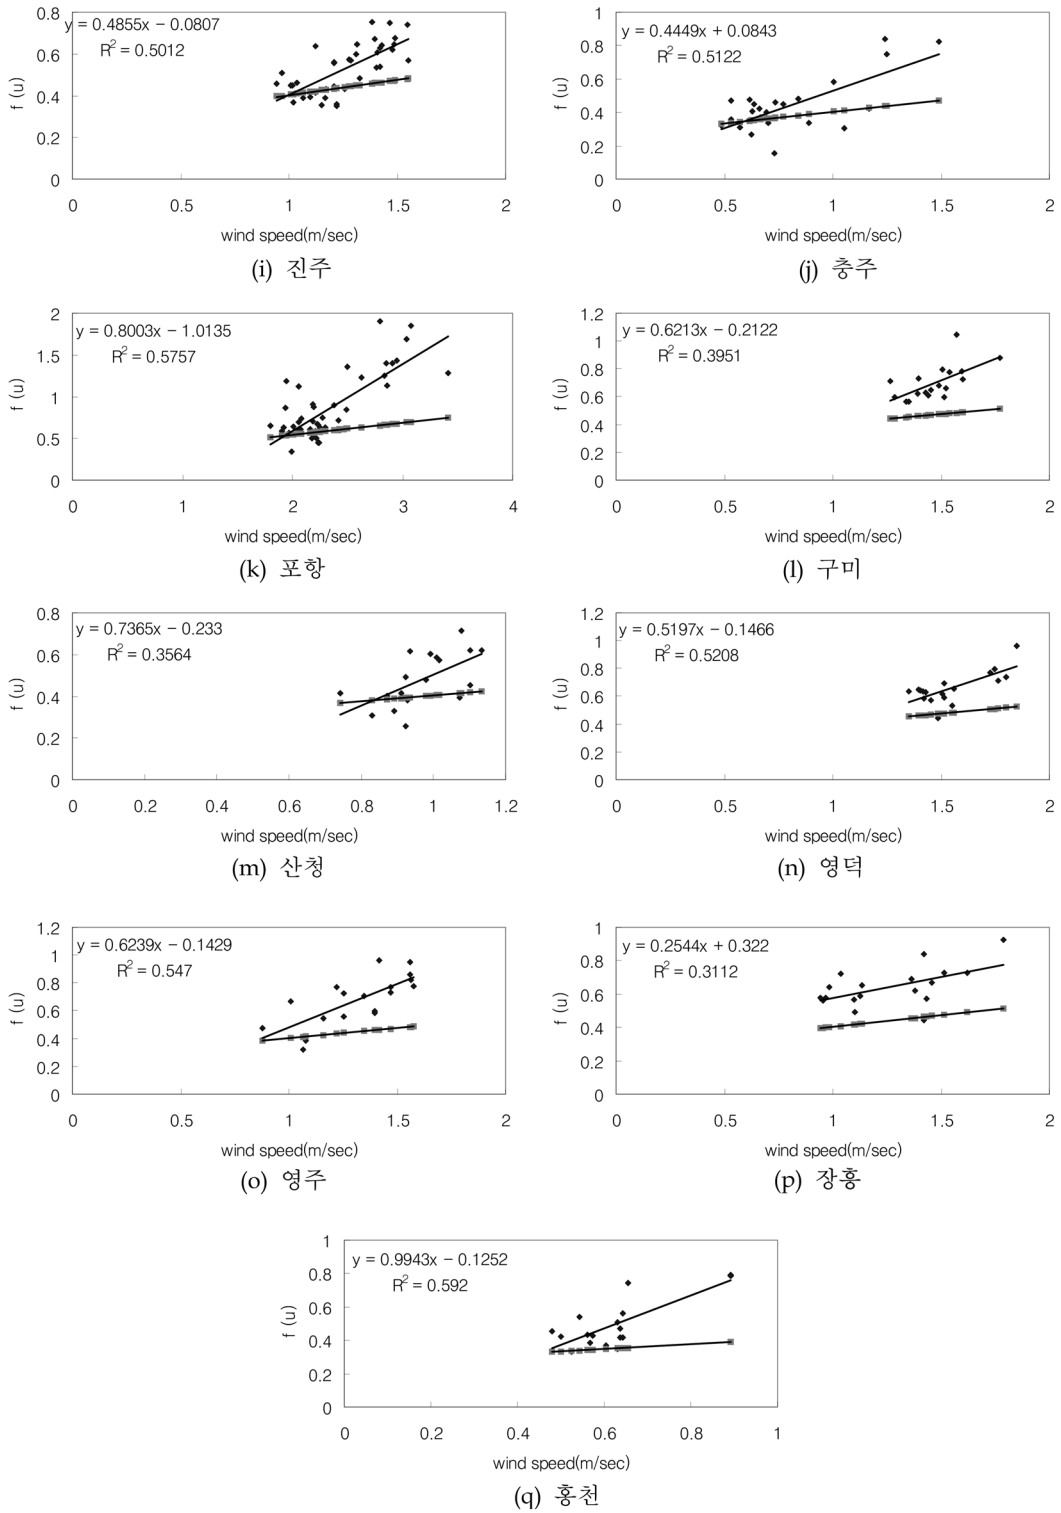 y = 0.4855x − 0.0807
R² = 0.5012
f (u)
0.8
0.6
0.4
0.2
0
0 0.5 1 1.5 2
wind speed(m/sec)
(i) 진주
y = 0.4449x + 0.0843
R² = 0.5122
f (u)
1
0.8
0.6
0.4
0.2
0
0 0.5 1 1.5 2
wind speed(m/sec)
(j) 충주
y = 0.8003x − 1.0135
R² = 0.5757
f (u)
2
1.5
1
0.5
0
0 1 2 3 4
wind speed(m/sec)
(k) 포항
y = 0.6213x − 0.2122
R² = 0.3951
f (u)
1.2
1
0.8
0.6
0.4
0.2
0
0 0.5 1 1.5 2
wind speed(m/sec)
(l) 구미
y = 0.7365x − 0.233
R² = 0.3564
f (u)
0.8
0.6
0.4
0.2
0
0 0.2 0.4 0.6 0.8 1 1.2
wind speed(m/sec)
(m) 산청
y = 0.5197x − 0.1466
R² = 0.5208
f (u)
1.2
1
0.8
0.6
0.4
0.2
0
0 0.5 1 1.5 2
wind speed(m/sec)
(n) 영덕
y = 0.6239x − 0.1429
R² = 0.547
f (u)
1.2
1
0.8
0.6
0.4
0.2
0
0 0.5 1 1.5 2
wind speed(m/sec)
(o) 영주
y = 0.2544x + 0.322
R² = 0.3112
f (u)
1
0.8
0.6
0.4
0.2
0
0 0.5 1 1.5 2
wind speed(m/sec)
(p) 장흥
y = 0.9943x − 0.1252
R² = 0.592
f (u)
1
0.8
0.6
0.4
0.2
0
0 0.2 0.4 0.6 0.8 1
wind speed(m/sec)
(q) 홍천